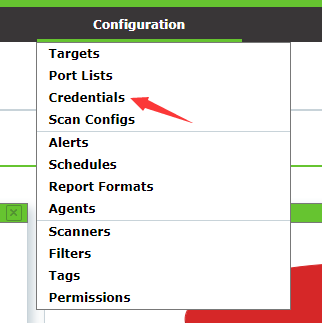 Configuration
Targets
Port Lists
Credentials
Scan Configs
Alerts
Schedules
Report Formats
Agents
Scanners
Filters
Tags
Permissions